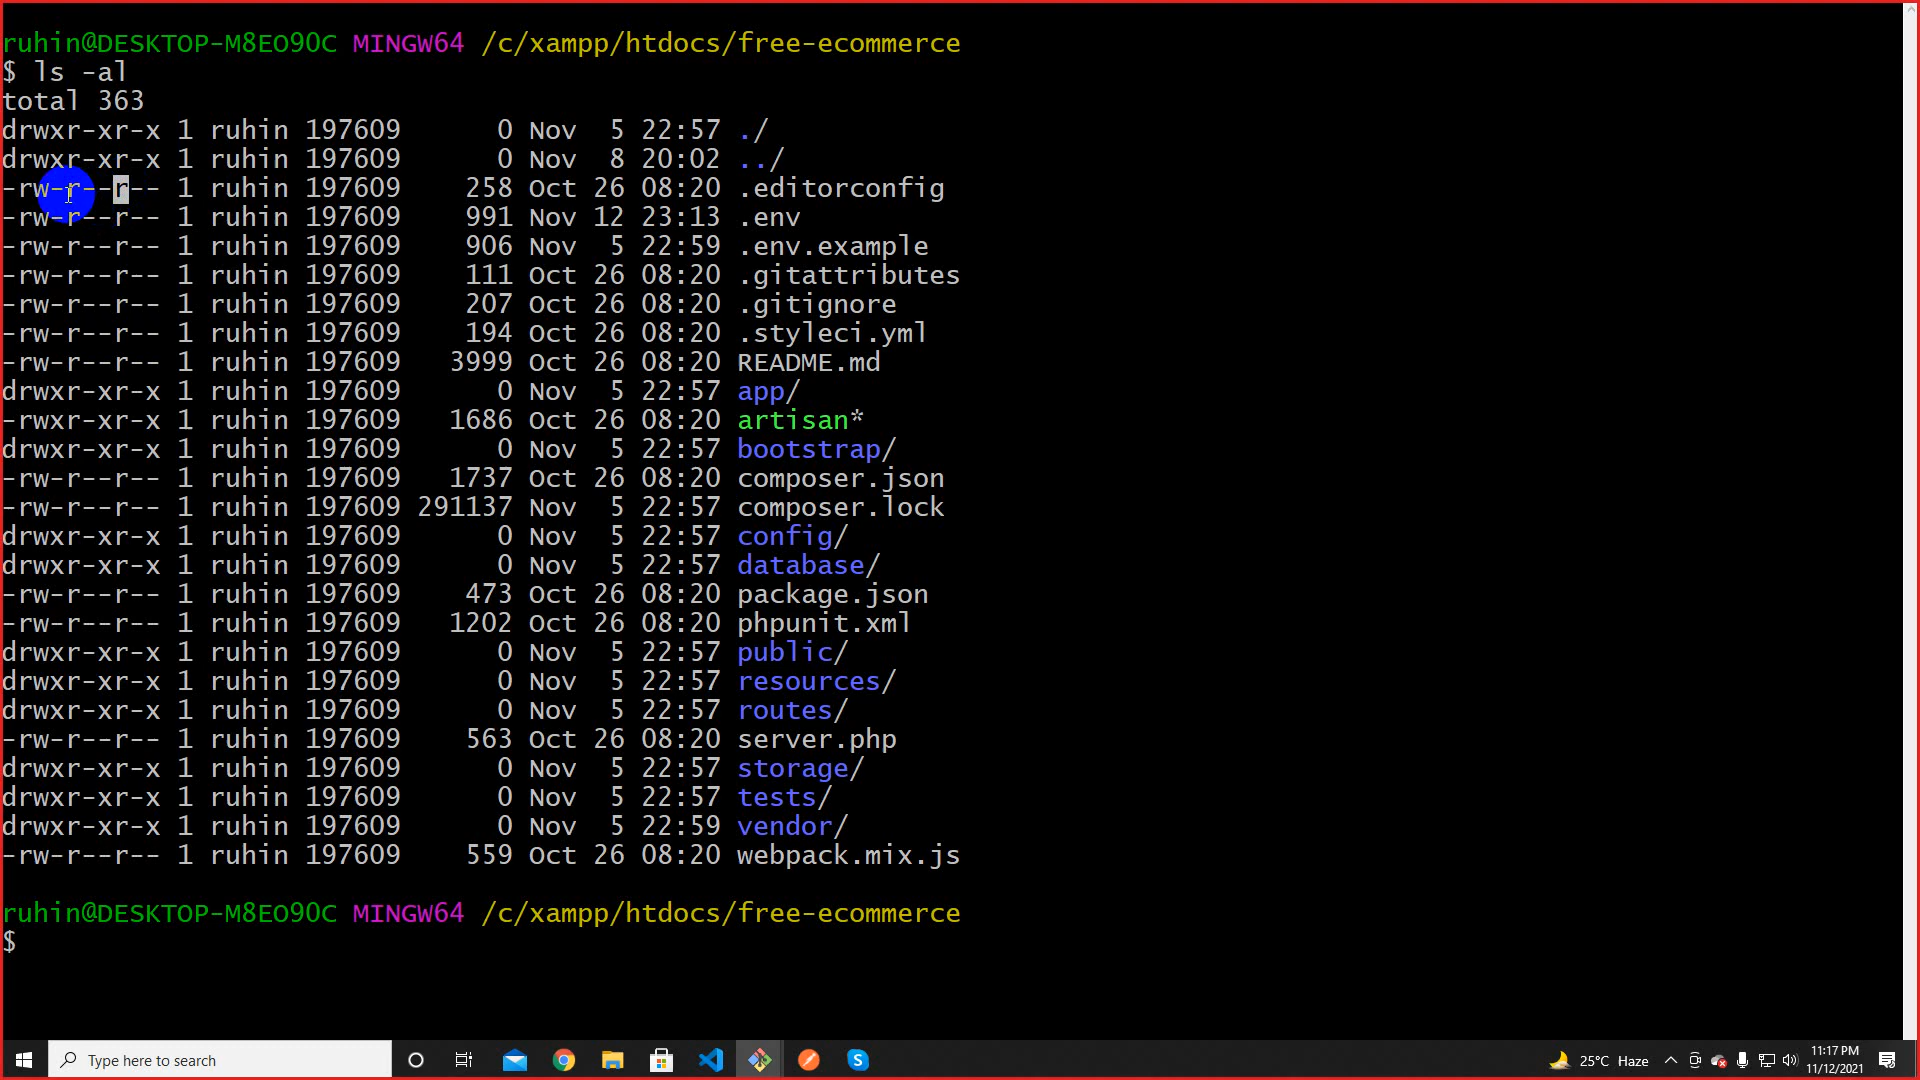 ruhin@DESKTOP-M8EO9OC MINGW64 /c/xampp/htdocs/free-ecommerce
$ ls -al
total 363
drwxr-xr-x 1 ruhin 197609      0 Nov  5 22:57 ./
drwxr-xr-x 1 ruhin 197609      0 Nov  8 20:02 ../
-rw-r--r-- 1 ruhin 197609    258 Oct 26 08:20 .editorconfig
-rw-r--r-- 1 ruhin 197609    991 Nov 12 23:13 .env
-rw-r--r-- 1 ruhin 197609    906 Nov  5 22:59 .env.example
-rw-r--r-- 1 ruhin 197609    111 Oct 26 08:20 .gitattributes
-rw-r--r-- 1 ruhin 197609    207 Oct 26 08:20 .gitignore
-rw-r--r-- 1 ruhin 197609    194 Oct 26 08:20 .styleci.yml
-rw-r--r-- 1 ruhin 197609   3999 Oct 26 08:20 README.md
drwxr-xr-x 1 ruhin 197609      0 Nov  5 22:57 app/
-rwxr-xr-x 1 ruhin 197609   1686 Oct 26 08:20 artisan*
drwxr-xr-x 1 ruhin 197609      0 Nov  5 22:57 bootstrap/
-rw-r--r-- 1 ruhin 197609   1737 Oct 26 08:20 composer.json
-rw-r--r-- 1 ruhin 197609 291137 Nov  5 22:57 composer.lock
drwxr-xr-x 1 ruhin 197609      0 Nov  5 22:57 config/
drwxr-xr-x 1 ruhin 197609      0 Nov  5 22:57 database/
-rw-r--r-- 1 ruhin 197609    473 Oct 26 08:20 package.json
-rw-r--r-- 1 ruhin 197609   1202 Oct 26 08:20 phpunit.xml
drwxr-xr-x 1 ruhin 197609      0 Nov  5 22:57 public/
drwxr-xr-x 1 ruhin 197609      0 Nov  5 22:57 resources/
drwxr-xr-x 1 ruhin 197609      0 Nov  5 22:57 routes/
-rw-r--r-- 1 ruhin 197609    563 Oct 26 08:20 server.php
drwxr-xr-x 1 ruhin 197609      0 Nov  5 22:57 storage/
drwxr-xr-x 1 ruhin 197609      0 Nov  5 22:57 tests/
drwxr-xr-x 1 ruhin 197609      0 Nov  5 22:59 vendor/
-rw-r--r-- 1 ruhin 197609    559 Oct 26 08:20 webpack.mix.js
ruhin@DESKTOP-M8EO9OC MINGW64 /c/xampp/htdocs/free-ecommerce
$
Type here to search
25°C Haze
11:17 PM
11/12/2021